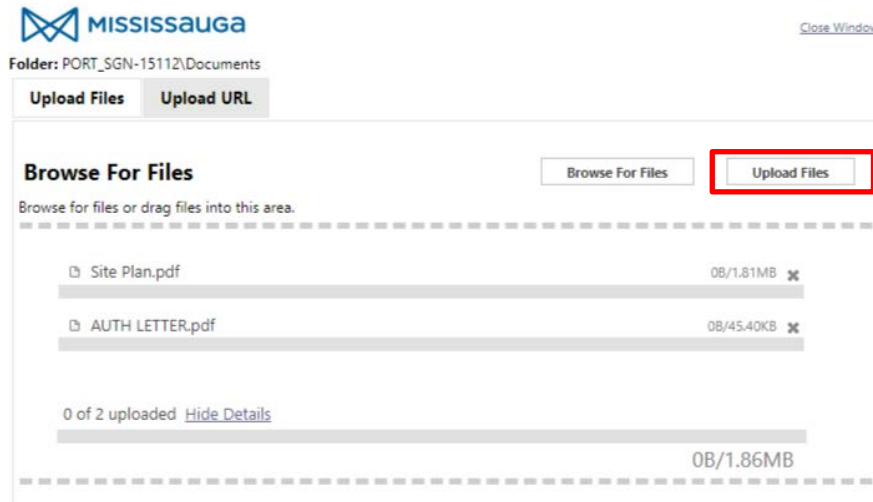 MISSISSauGa
Close Window
Folder: PORT_SGN-15112\Documents
Upload Files Upload URL
Browse For Files Browse For Files Upload Files
Browse for files or drag files into this area.
Site Plan.pdf 0B/1.81MB
AUTH LETTER.pdf 0B/45.40KB
0 of 2 uploaded Hide Details
0B/1.86MB